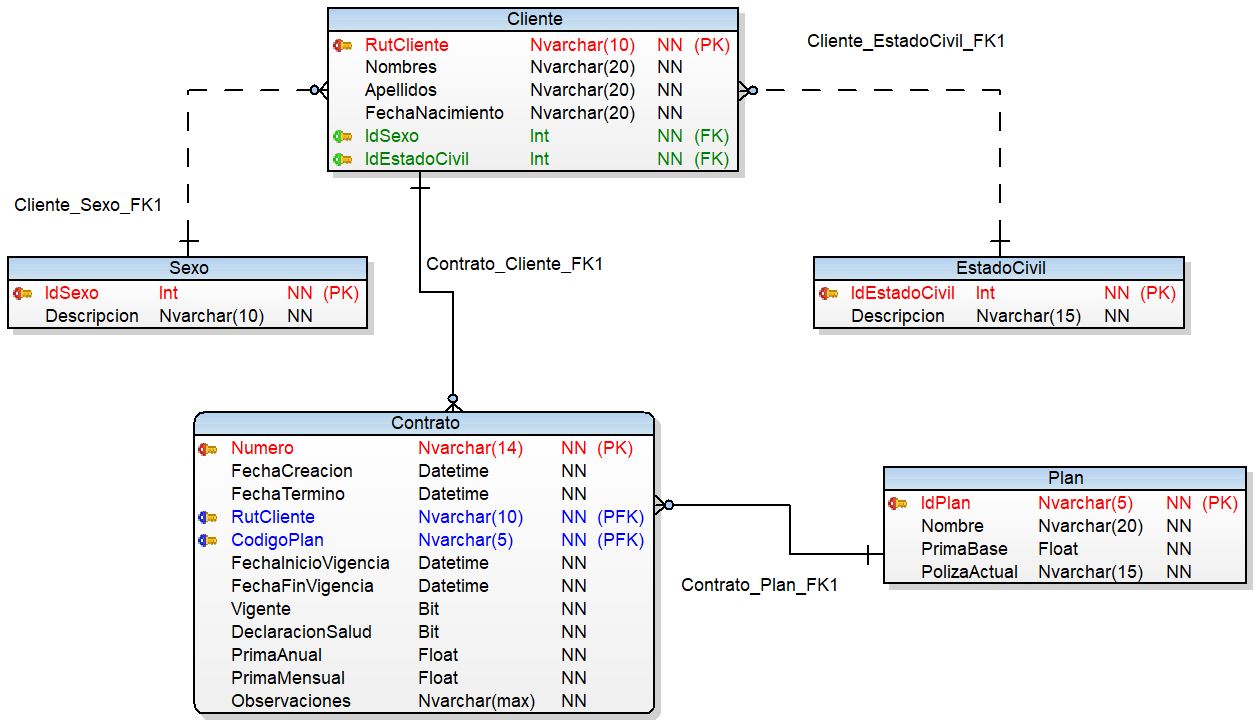 Cliente
RutCliente Nvarchar(10) NN (PK)
Nombres Nvarchar(20) NN
Apellidos Nvarchar(20) NN
FechaNacimiento Nvarchar(20) NN
IdSexo Int NN (FK)
IdEstadoCivil Int NN (FK)
Cliente_EstadoCivil_FK1
Cliente_Sexo_FK1
Contrato_Cliente_FK1
Sexo
IdSexo Int NN (PK)
Descripcion Nvarchar(10) NN
EstadoCivil
IdEstadoCivil Int NN (PK)
Descripcion Nvarchar(15) NN
Contrato
Numero Nvarchar(14) NN (PK)
FechaCreacion Datetime NN
FechaTermino Datetime NN
RutCliente Nvarchar(10) NN (PFK)
CodigoPlan Nvarchar(5) NN (PFK)
FechaInicioVigencia Datetime NN
FechaFinVigencia Datetime NN
Vigente Bit NN
DeclaracionSalud Bit NN
PrimaAnual Float NN
PrimaMensual Float NN
Observaciones Nvarchar(max) NN
Plan
IdPlan Nvarchar(5) NN (PK)
Nombre Nvarchar(20) NN
PrimaBase Float NN
PolizaActual Nvarchar(15) NN
Contrato_Plan_FK1